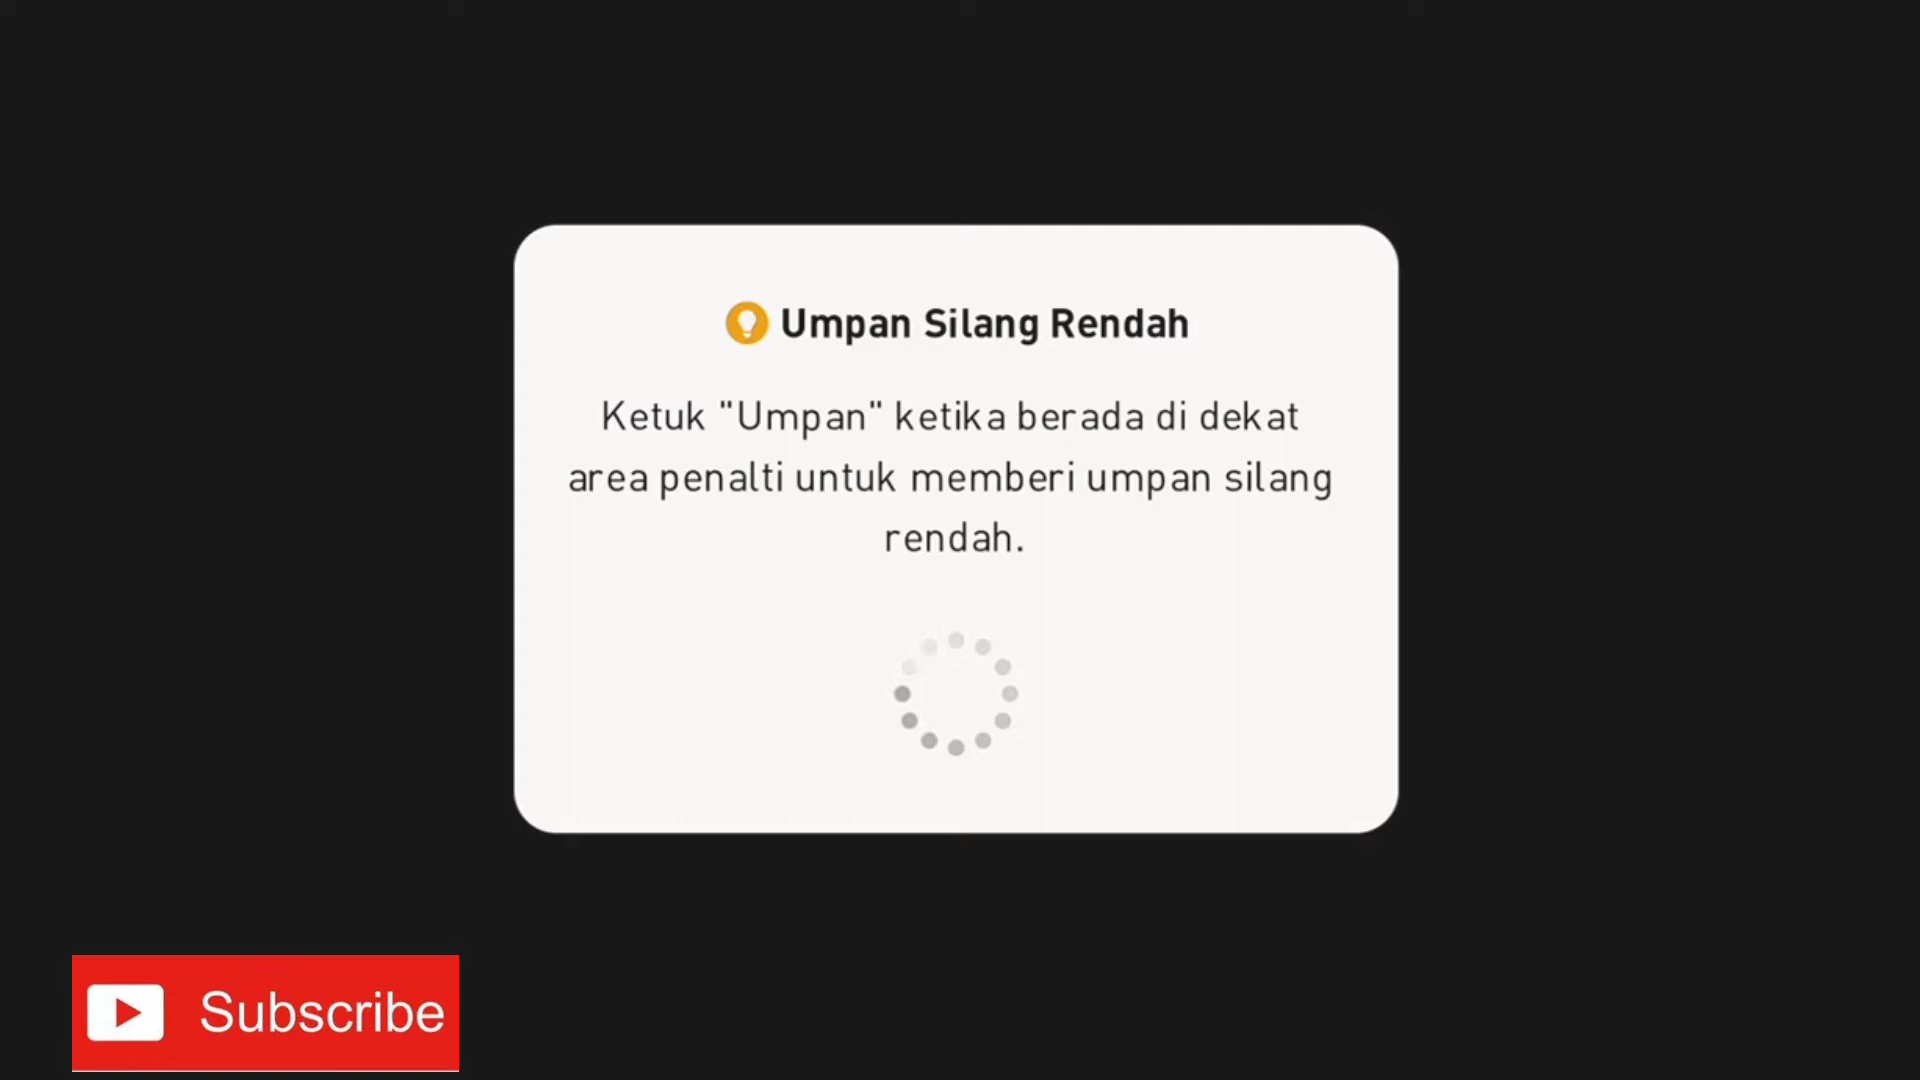 Umpan Silang Rendah
Ketuk "Umpan" ketika berada di dekat
area penalti untuk memberi umpan silang
rendah.
Subscribe